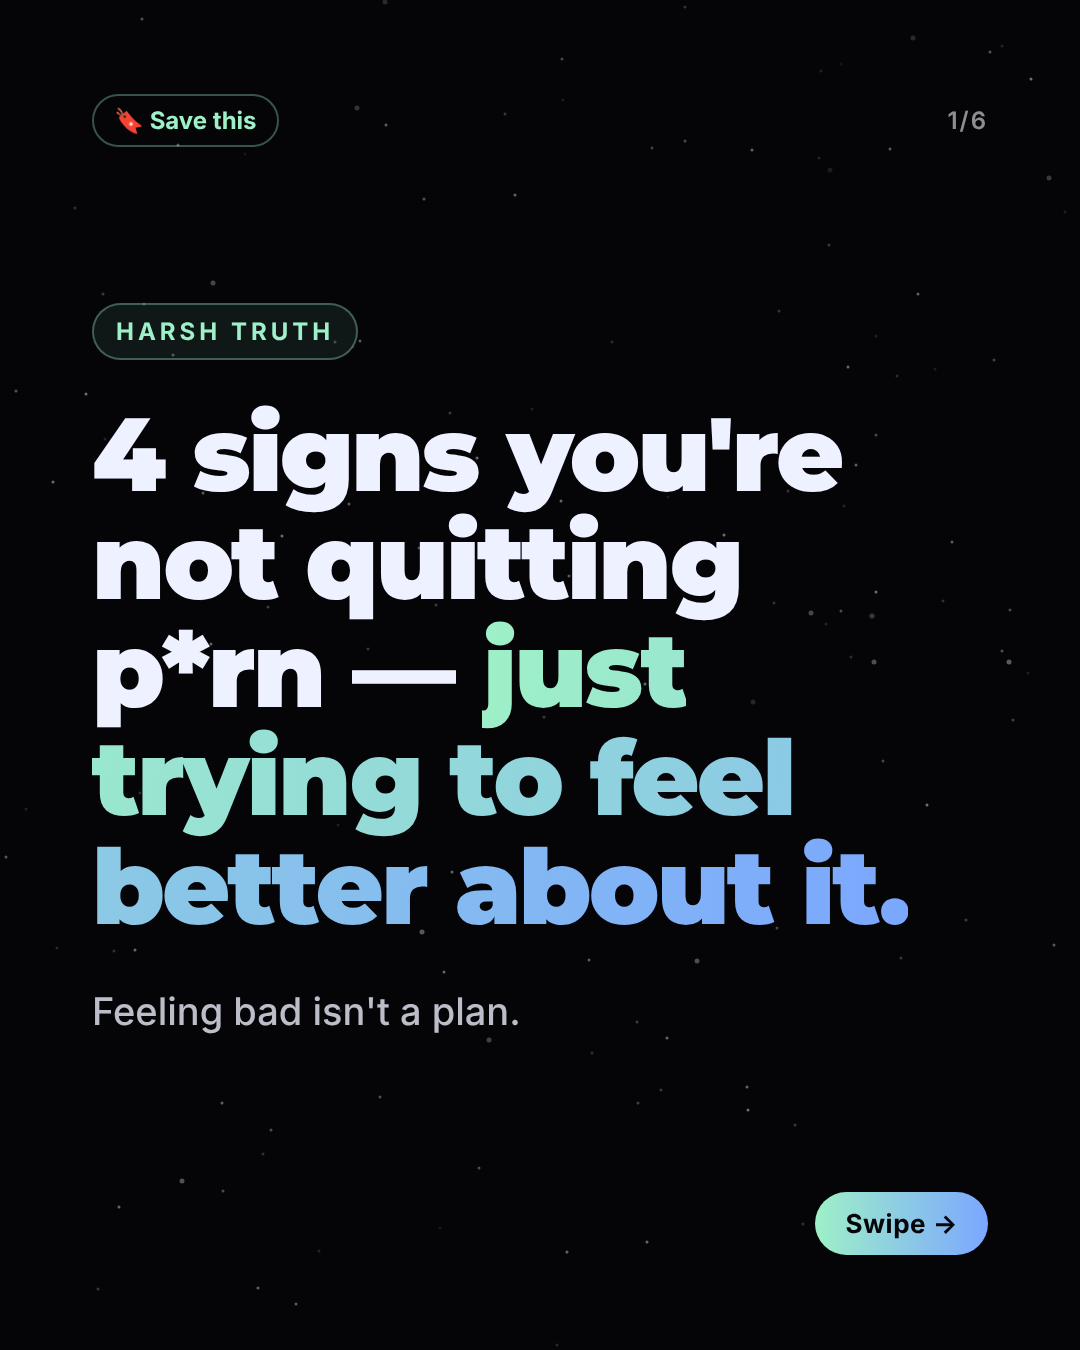 🔖 Save this
1/6
HARSH TRUTH
4 signs you're
not quitting
p*rn — just
trying to feel
better about it.
Feeling bad isn't a plan.
Swipe →